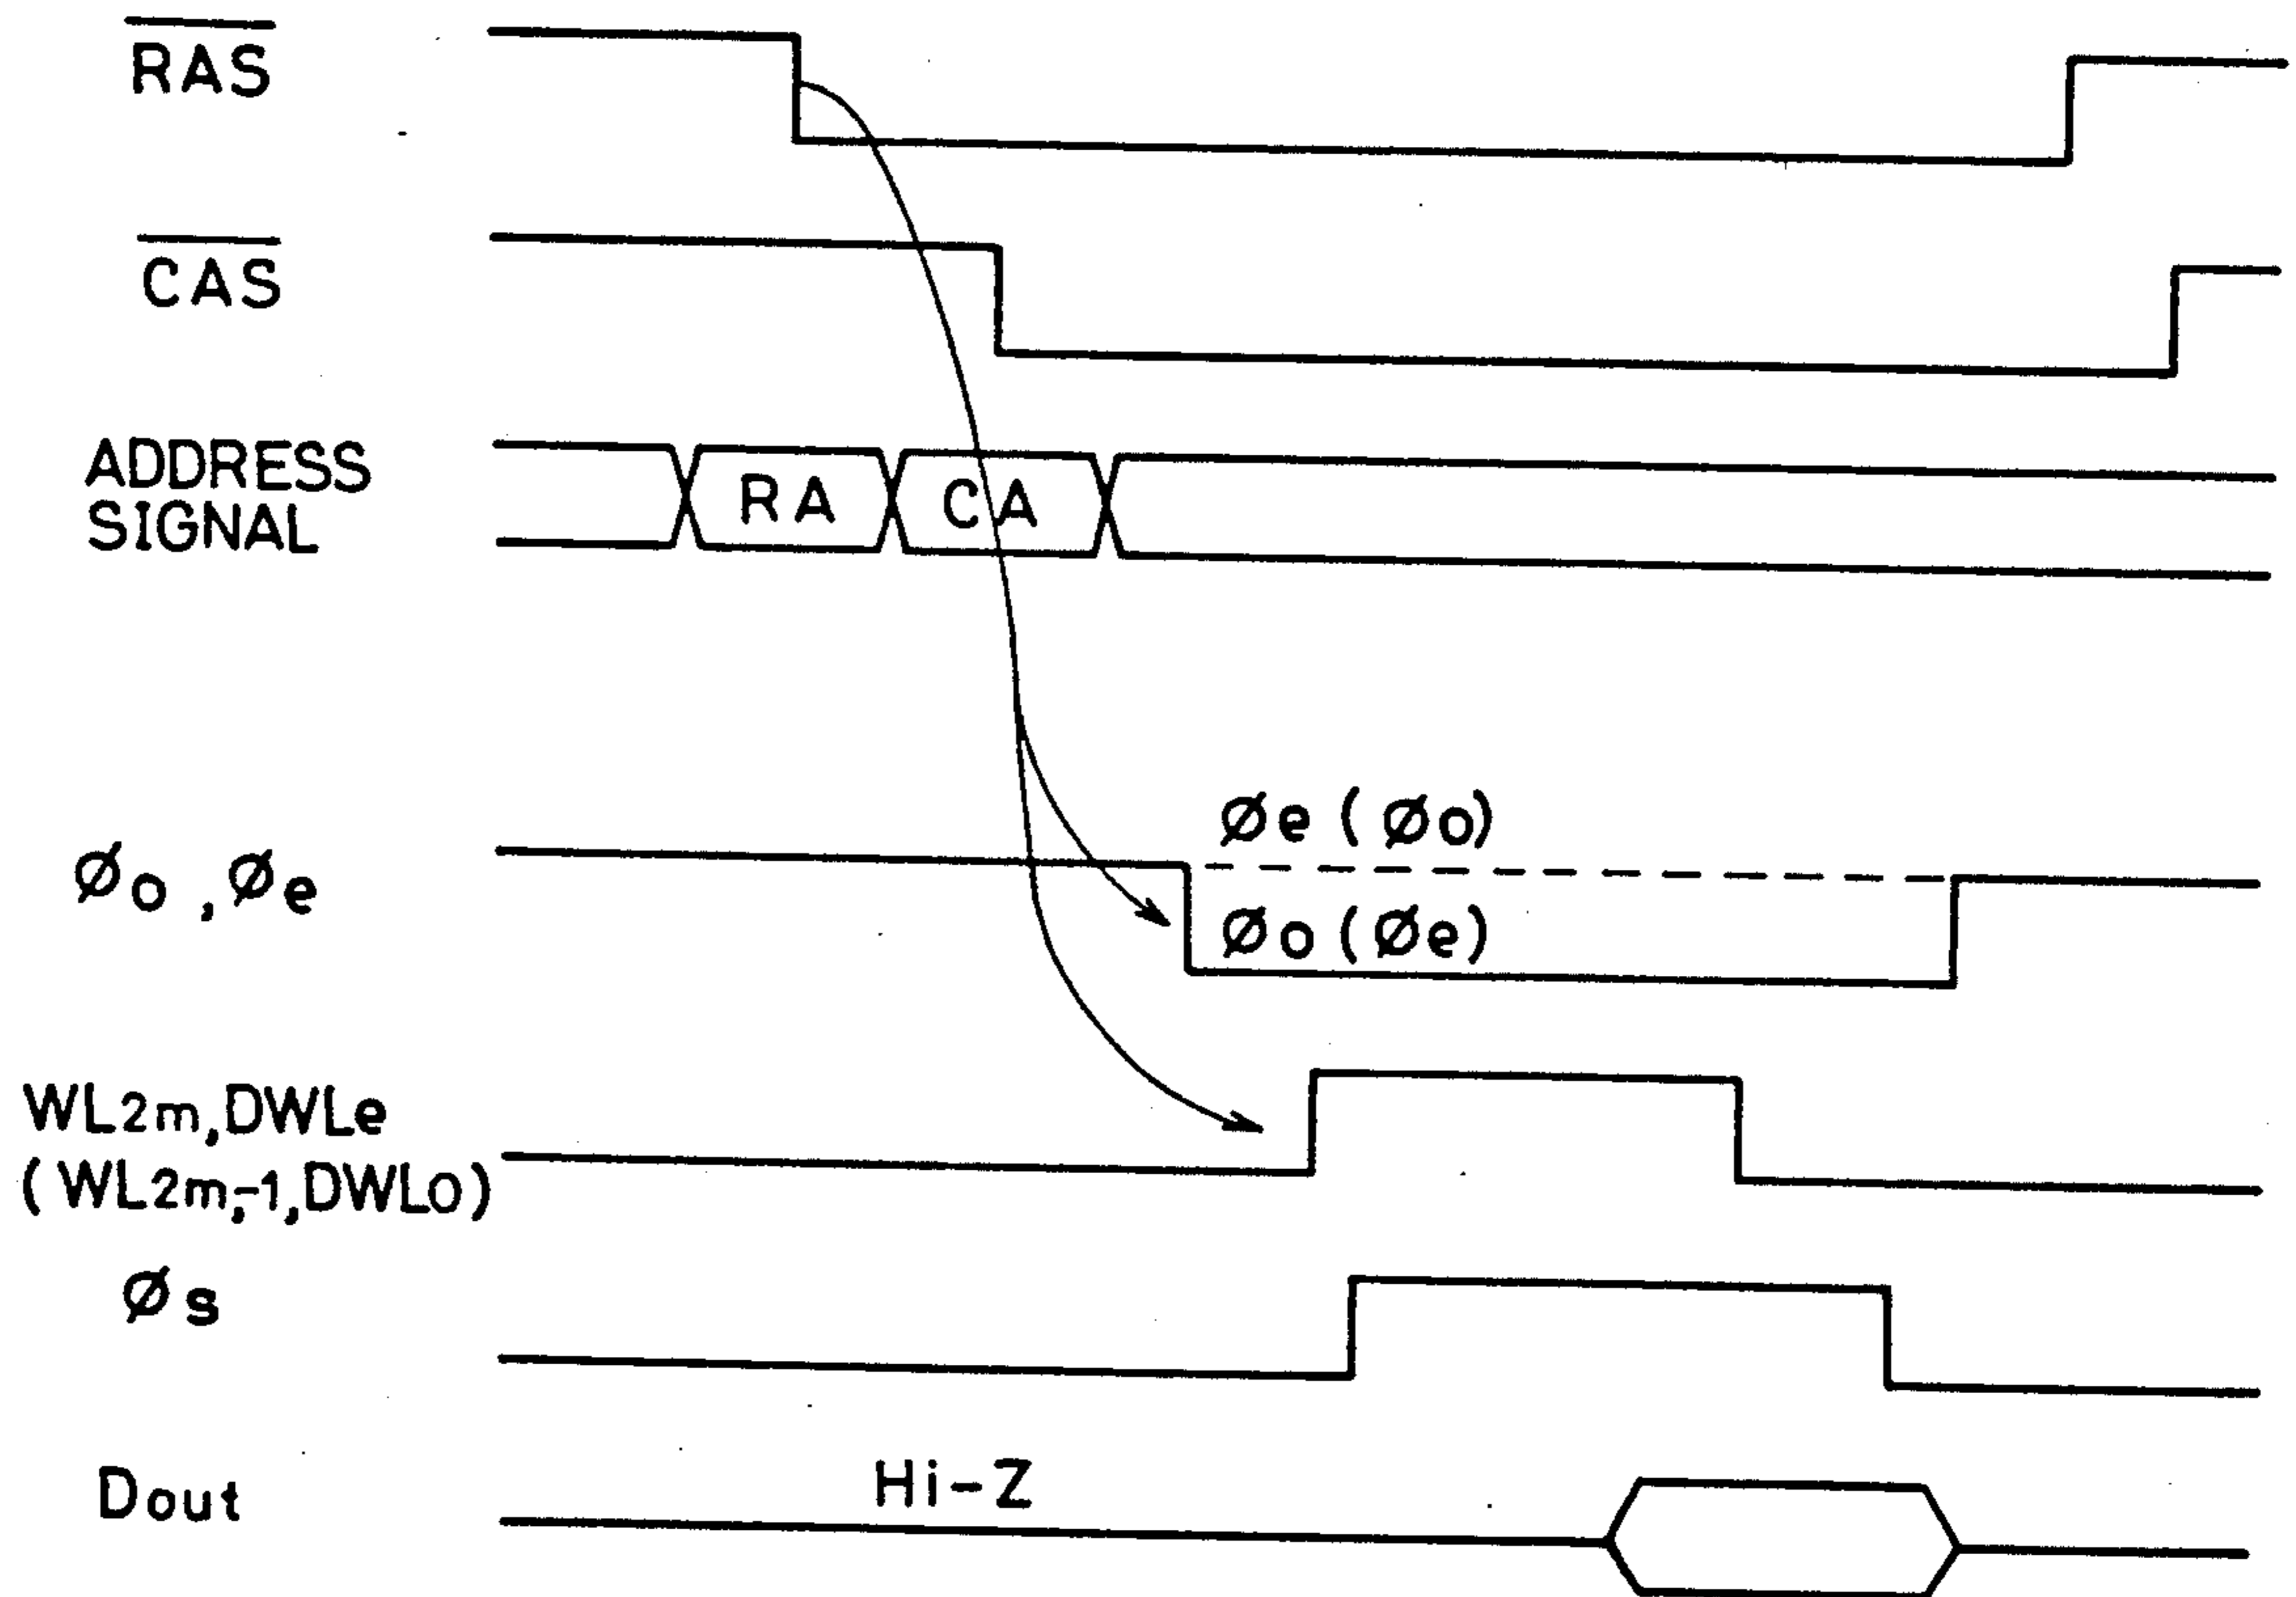 RAS
CAS
ADDRESS
SIGNAL
RA
CA
Øe (Øo)
Øo, Øe
Øo (Øe)
WL2m,DWLe
(WL2m-1,DWLo)
Øs
Hi-Z
Dout